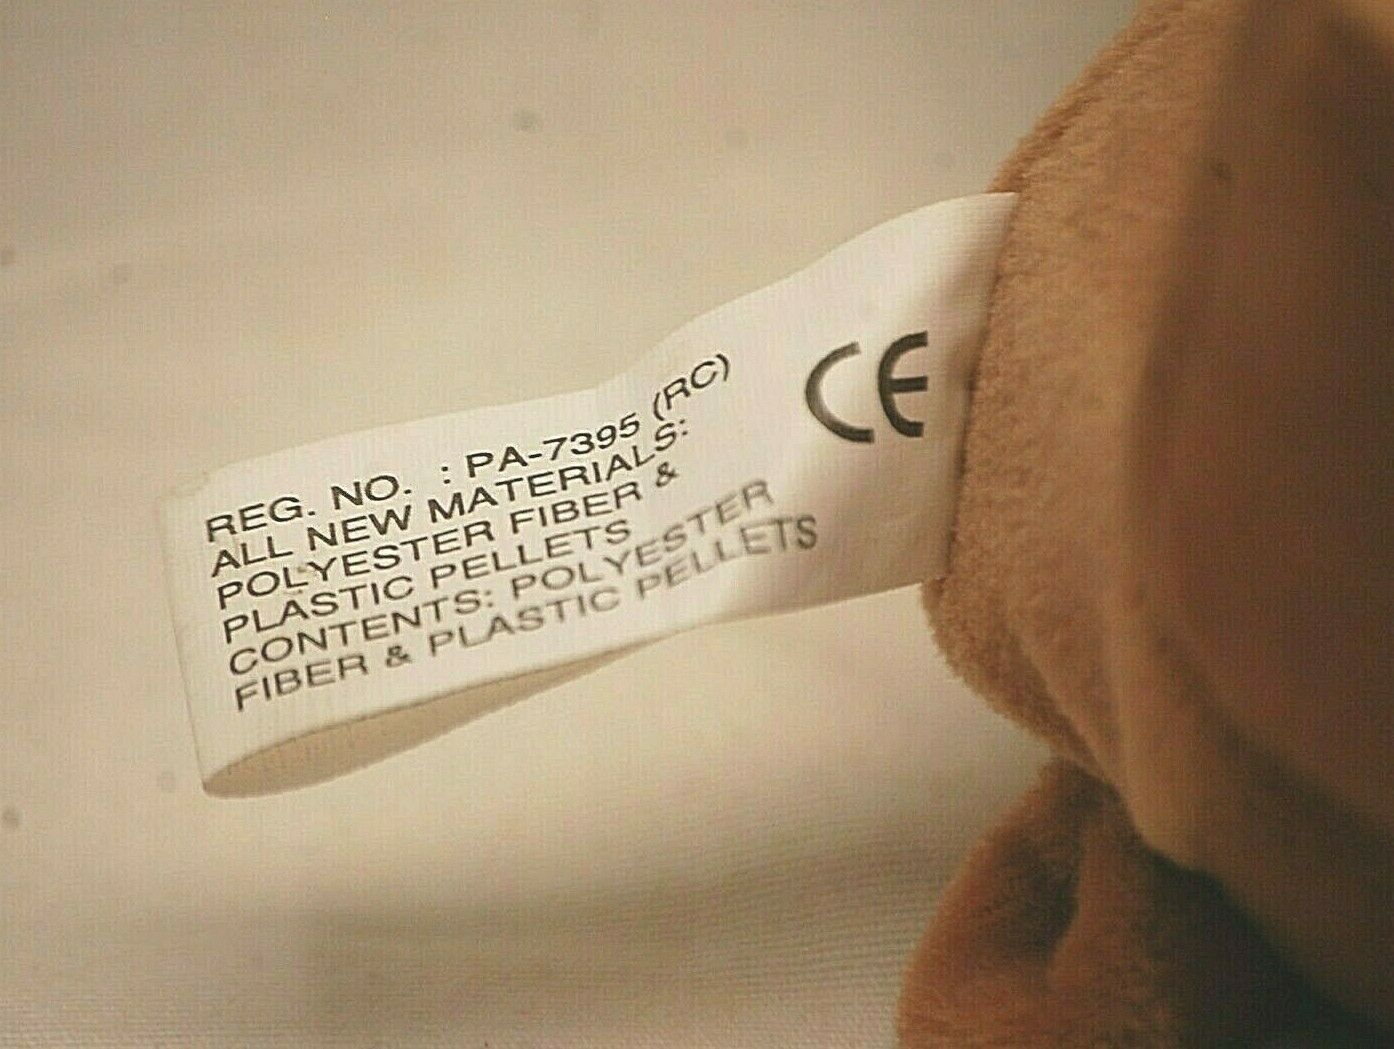 REG. NO. : PA-7395 (RC)
ALL NEW MATERIALS:
POLYESTER FIBER &
PLASTIC PELLETS
CONTENTS: POLYESTER
FIBER & PLASTIC PELLETS
CE